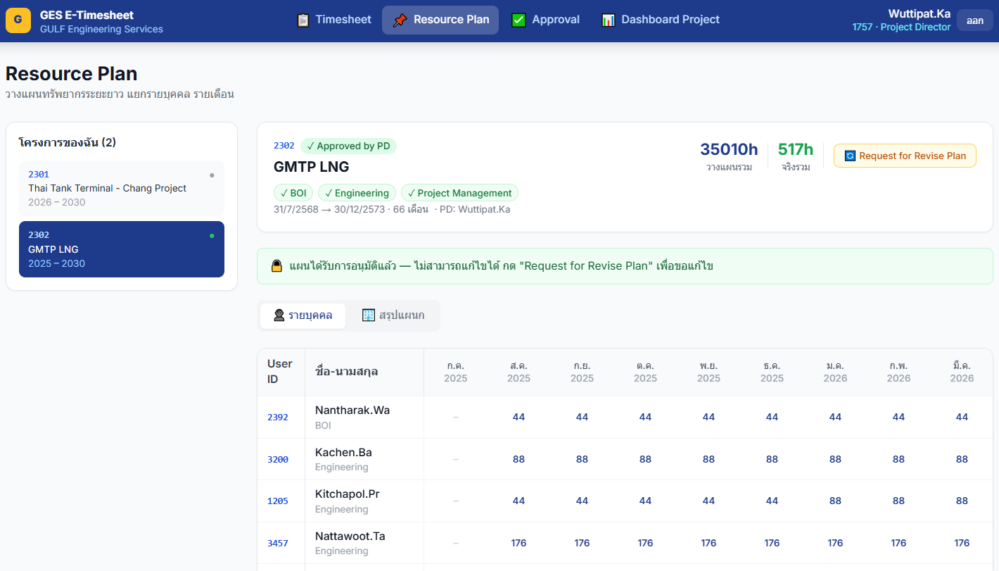 G
GES E-Timesheet
GULF Engineering Services
Timesheet
Resource Plan
Approval
Dashboard Project
Wuttipat.Ka
1757 · Project Director
ออก
Resource Plan
วางแผนทรัพยากรระยะยาว แยกรายบุคคล รายเดือน
โครงการของฉัน (2)
2301
Thai Tank Terminal - Chang Project
2026 – 2030
2302
GMTP LNG
2025 – 2030
2302 ✓ Approved by PD
GMTP LNG
✓ BOI ✓ Engineering ✓ Project Management
31/7/2568 → 30/12/2573 · 66 เดือน · PD: Wuttipat.Ka
35010h
วางแผนรวม
517h
จริงรวม
Request for Revise Plan
แผนได้รับการอนุมัติแล้ว — ไม่สามารถแก้ไขได้ กด "Request for Revise Plan" เพื่อขอแก้ไข
รายบุคคล
สรุปแผนก
User ID ชื่อ-นามสกุล ก.ค. 2025 ส.ค. 2025 ก.ย. 2025 ต.ค. 2025 พ.ย. 2025 ธ.ค. 2025 ม.ค. 2026 ก.พ. 2026 มี.ค. 2026
2392 Nantharak.Wa – 44 44 44 44 44 44 44 44
BOI
3200 Kachen.Ba – 88 88 88 88 88 88 88 88
Engineering
1205 Kitchapol.Pr – 44 44 44 44 44 88 88 88
Engineering
3457 Nattawoot.Ta – 176 176 176 176 176 176 176 176
Engineering